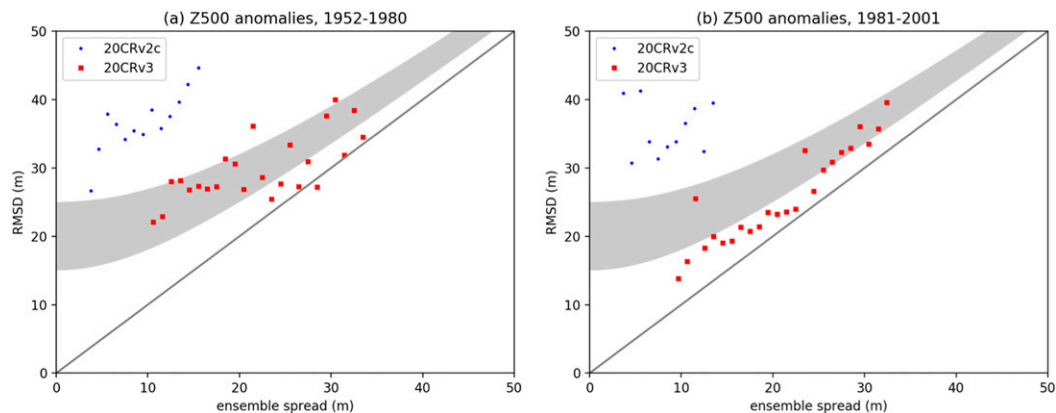 (a) Z500 anomalies, 1952-1980
50
40
30
20
10
0
RMSD (m)
20CRv2c
20CRv3
0 10 20 30 40 50
ensemble spread (m)
(b) Z500 anomalies, 1981-2001
50
40
30
20
10
0
RMSD (m)
20CRv2c
20CRv3
0 10 20 30 40 50
ensemble spread (m)